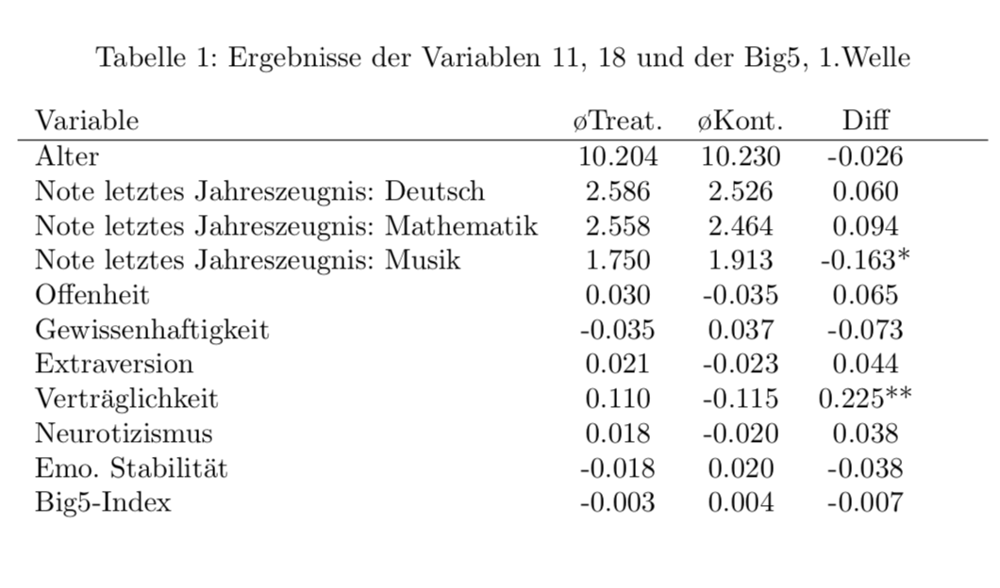 Tabelle 1: Ergebnisse der Variablen 11, 18 und der Big5, 1.Welle
Variable øTreat. øKont. Diff
Alter 10.204 10.230 -0.026
Note letztes Jahreszeugnis: Deutsch 2.586 2.526 0.060
Note letztes Jahreszeugnis: Mathematik 2.558 2.464 0.094
Note letztes Jahreszeugnis: Musik 1.750 1.913 -0.163*
Offenheit 0.030 -0.035 0.065
Gewissenhaftigkeit -0.035 0.037 -0.073
Extraversion 0.021 -0.023 0.044
Verträglichkeit 0.110 -0.115 0.225**
Neurotizismus 0.018 -0.020 0.038
Emo. Stabilität -0.018 0.020 -0.038
Big5-Index -0.003 0.004 -0.007